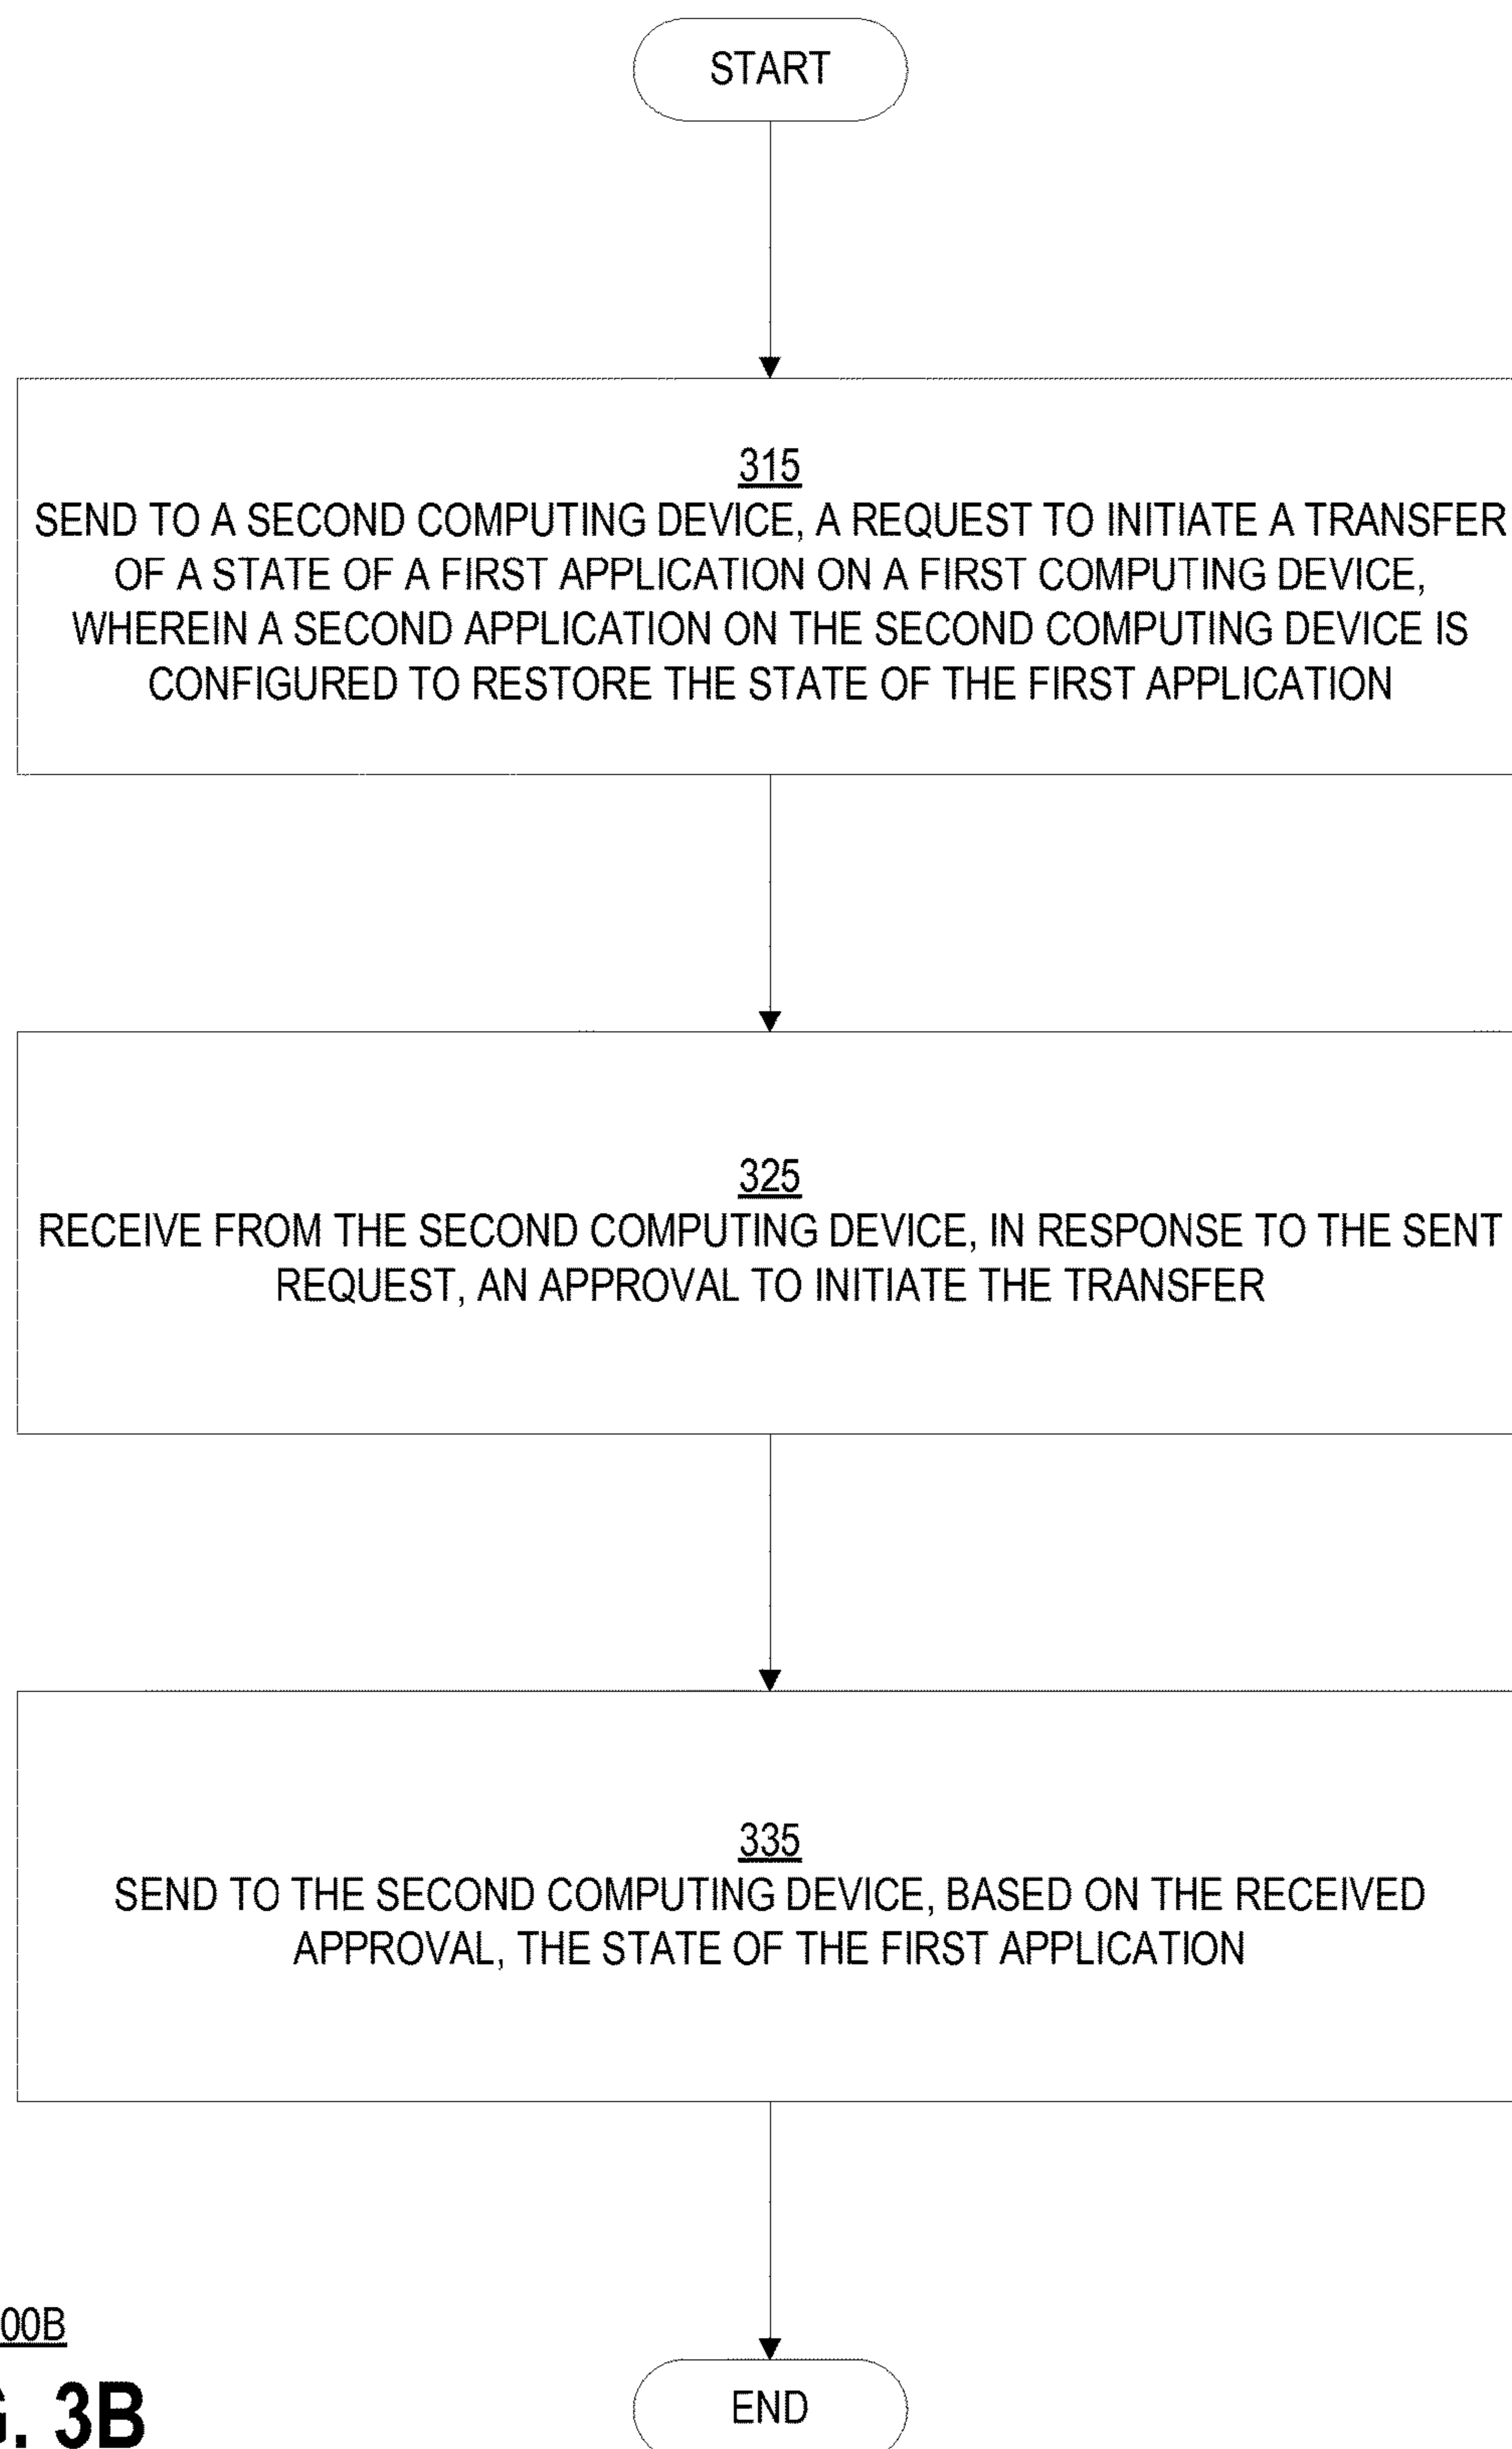 START
315
SEND TO A SECOND COMPUTING DEVICE, A REQUEST TO INITIATE A TRANSFER
OF A STATE OF A FIRST APPLICATION ON A FIRST COMPUTING DEVICE,
WHEREIN A SECOND APPLICATION ON THE SECOND COMPUTING DEVICE IS
CONFIGURED TO RESTORE THE STATE OF THE FIRST APPLICATION
325
RECEIVE FROM THE SECOND COMPUTING DEVICE, IN RESPONSE TO THE SENT
REQUEST, AN APPROVAL TO INITIATE THE TRANSFER
335
SEND TO THE SECOND COMPUTING DEVICE, BASED ON THE RECEIVED
APPROVAL, THE STATE OF THE FIRST APPLICATION
00B
G. 3B
END